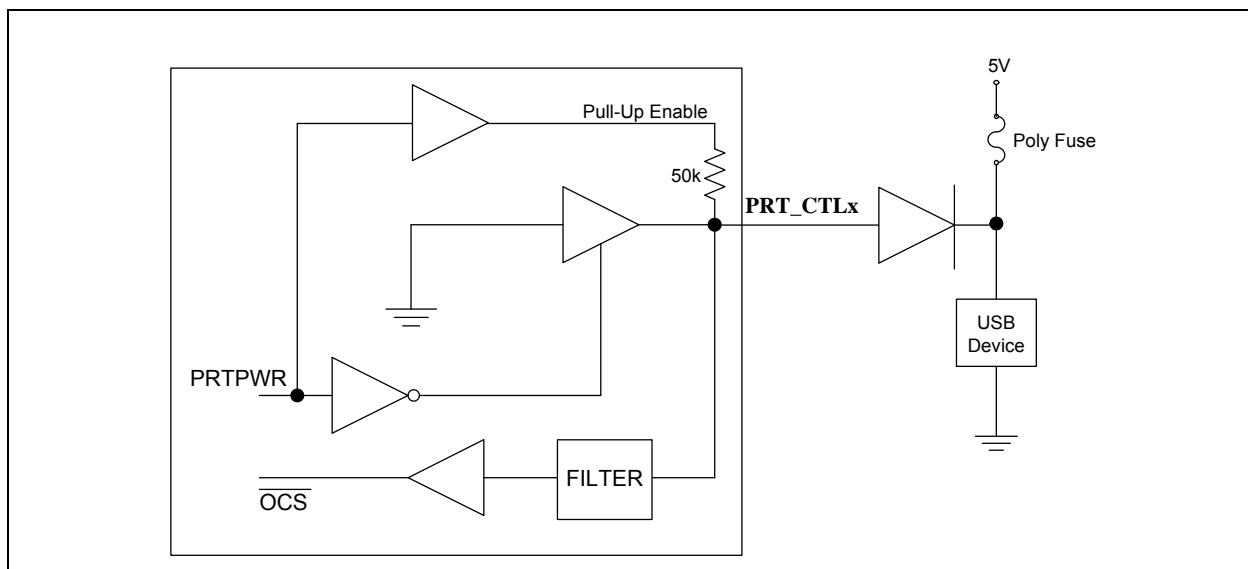 5V
Pull-Up Enable
Poly Fuse
50k
PRT_CTLx
USB
Device
PRTPWR
FILTER
OCS